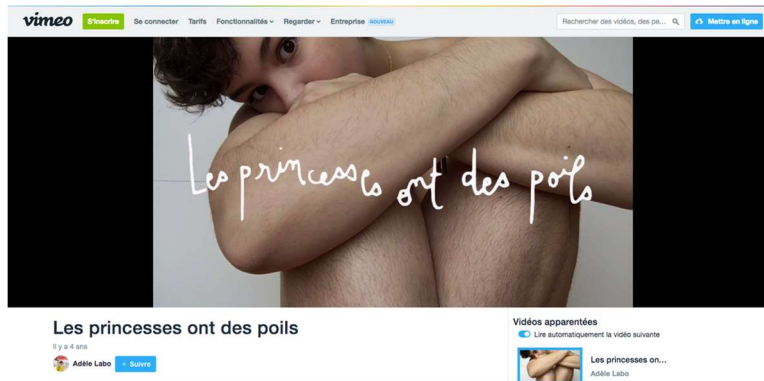 vimeo S'inscrire Se connecter Tarifs Fonctionnalités Regarder Entreprise NOUVEAU Rechercher des vidéos, des pe... Mettre en ligne
Les princesses ont des poils
Les princesses ont des poils
Il y a 4 ans
Adèle Labo + Suivre
Vidéos apparentées
Lire automatiquement la vidéo suivante
Les princesses on...
Adèle Labo